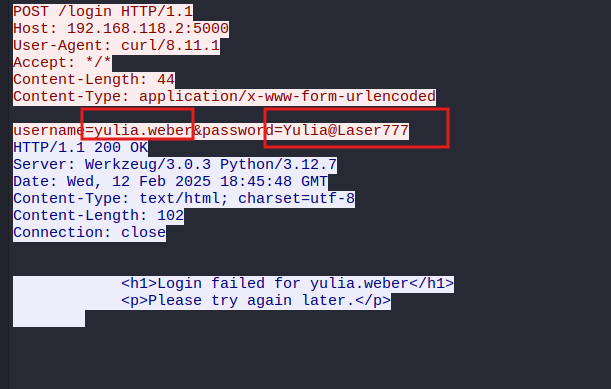 POST /login HTTP/1.1
Host: 192.168.118.2:5000
User-Agent: curl/8.11.1
Accept: */*
Content-Length: 44
Content-Type: application/x-www-form-urlencoded
username=yulia.weber&password=Yulia@Laser777
HTTP/1.1 200 OK
Server: Werkzeug/3.0.3 Python/3.12.7
Date: Wed, 12 Feb 2025 18:45:48 GMT
Content-Type: text/html; charset=utf-8
Content-Length: 102
Connection: close
<h1>Login failed for yulia.weber</h1>
<p>Please try again later.</p>